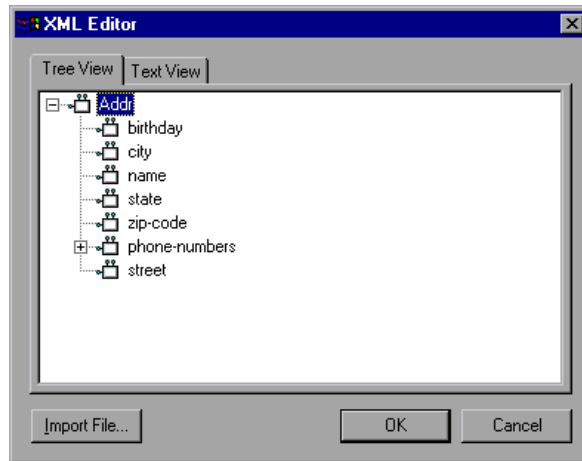 XML Editor
Tree View Text View
Addr
birthday
city
name
state
zip-code
phone-numbers
street
Import File... OK Cancel